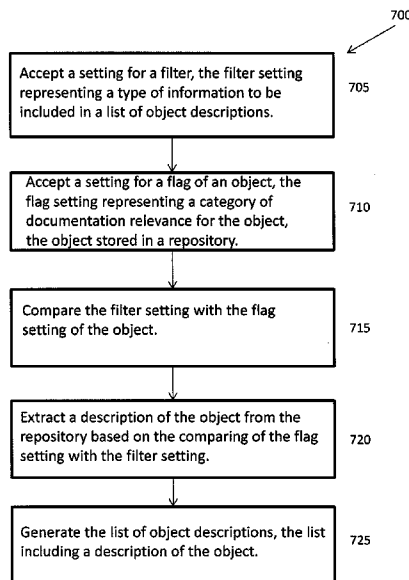 700
Accept a setting for a filter, the filter setting
representing a type of information to be
included in a list of object descriptions.
705
Accept a setting for a flag of an object, the
flag setting representing a category of
documentation relevance for the object,
the object stored in a repository.
710
Compare the filter setting with the flag
setting of the object.
715
Extract a description of the object from the
repository based on the comparing of the flag
setting with the filter setting.
720
Generate the list of object descriptions, the list
including a description of the object.
725